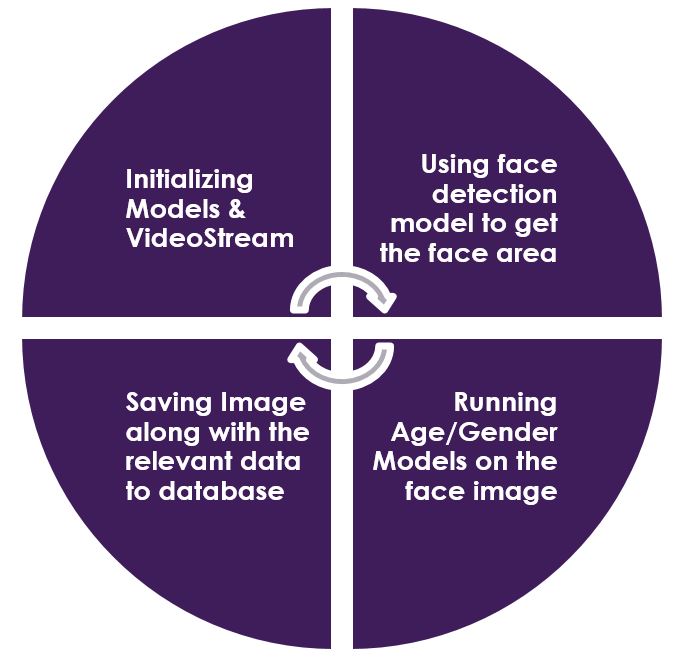 Initializing
Models &
VideoStream
Using face
detection
model to get
the face area
Running
Age/Gender
Models on the
face image
Saving Image
along with the
relevant data
to database